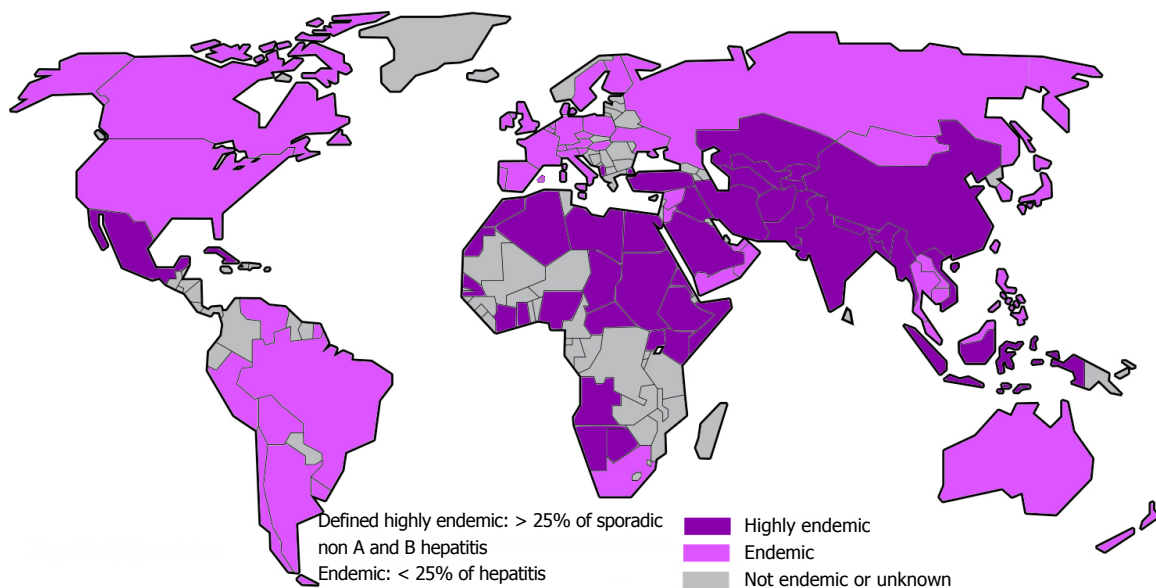 Defined highly endemic: > 25% of sporadic
non A and B hepatitis
Endemic: < 25% of hepatitis
Highly endemic
Endemic
Not endemic or unknown